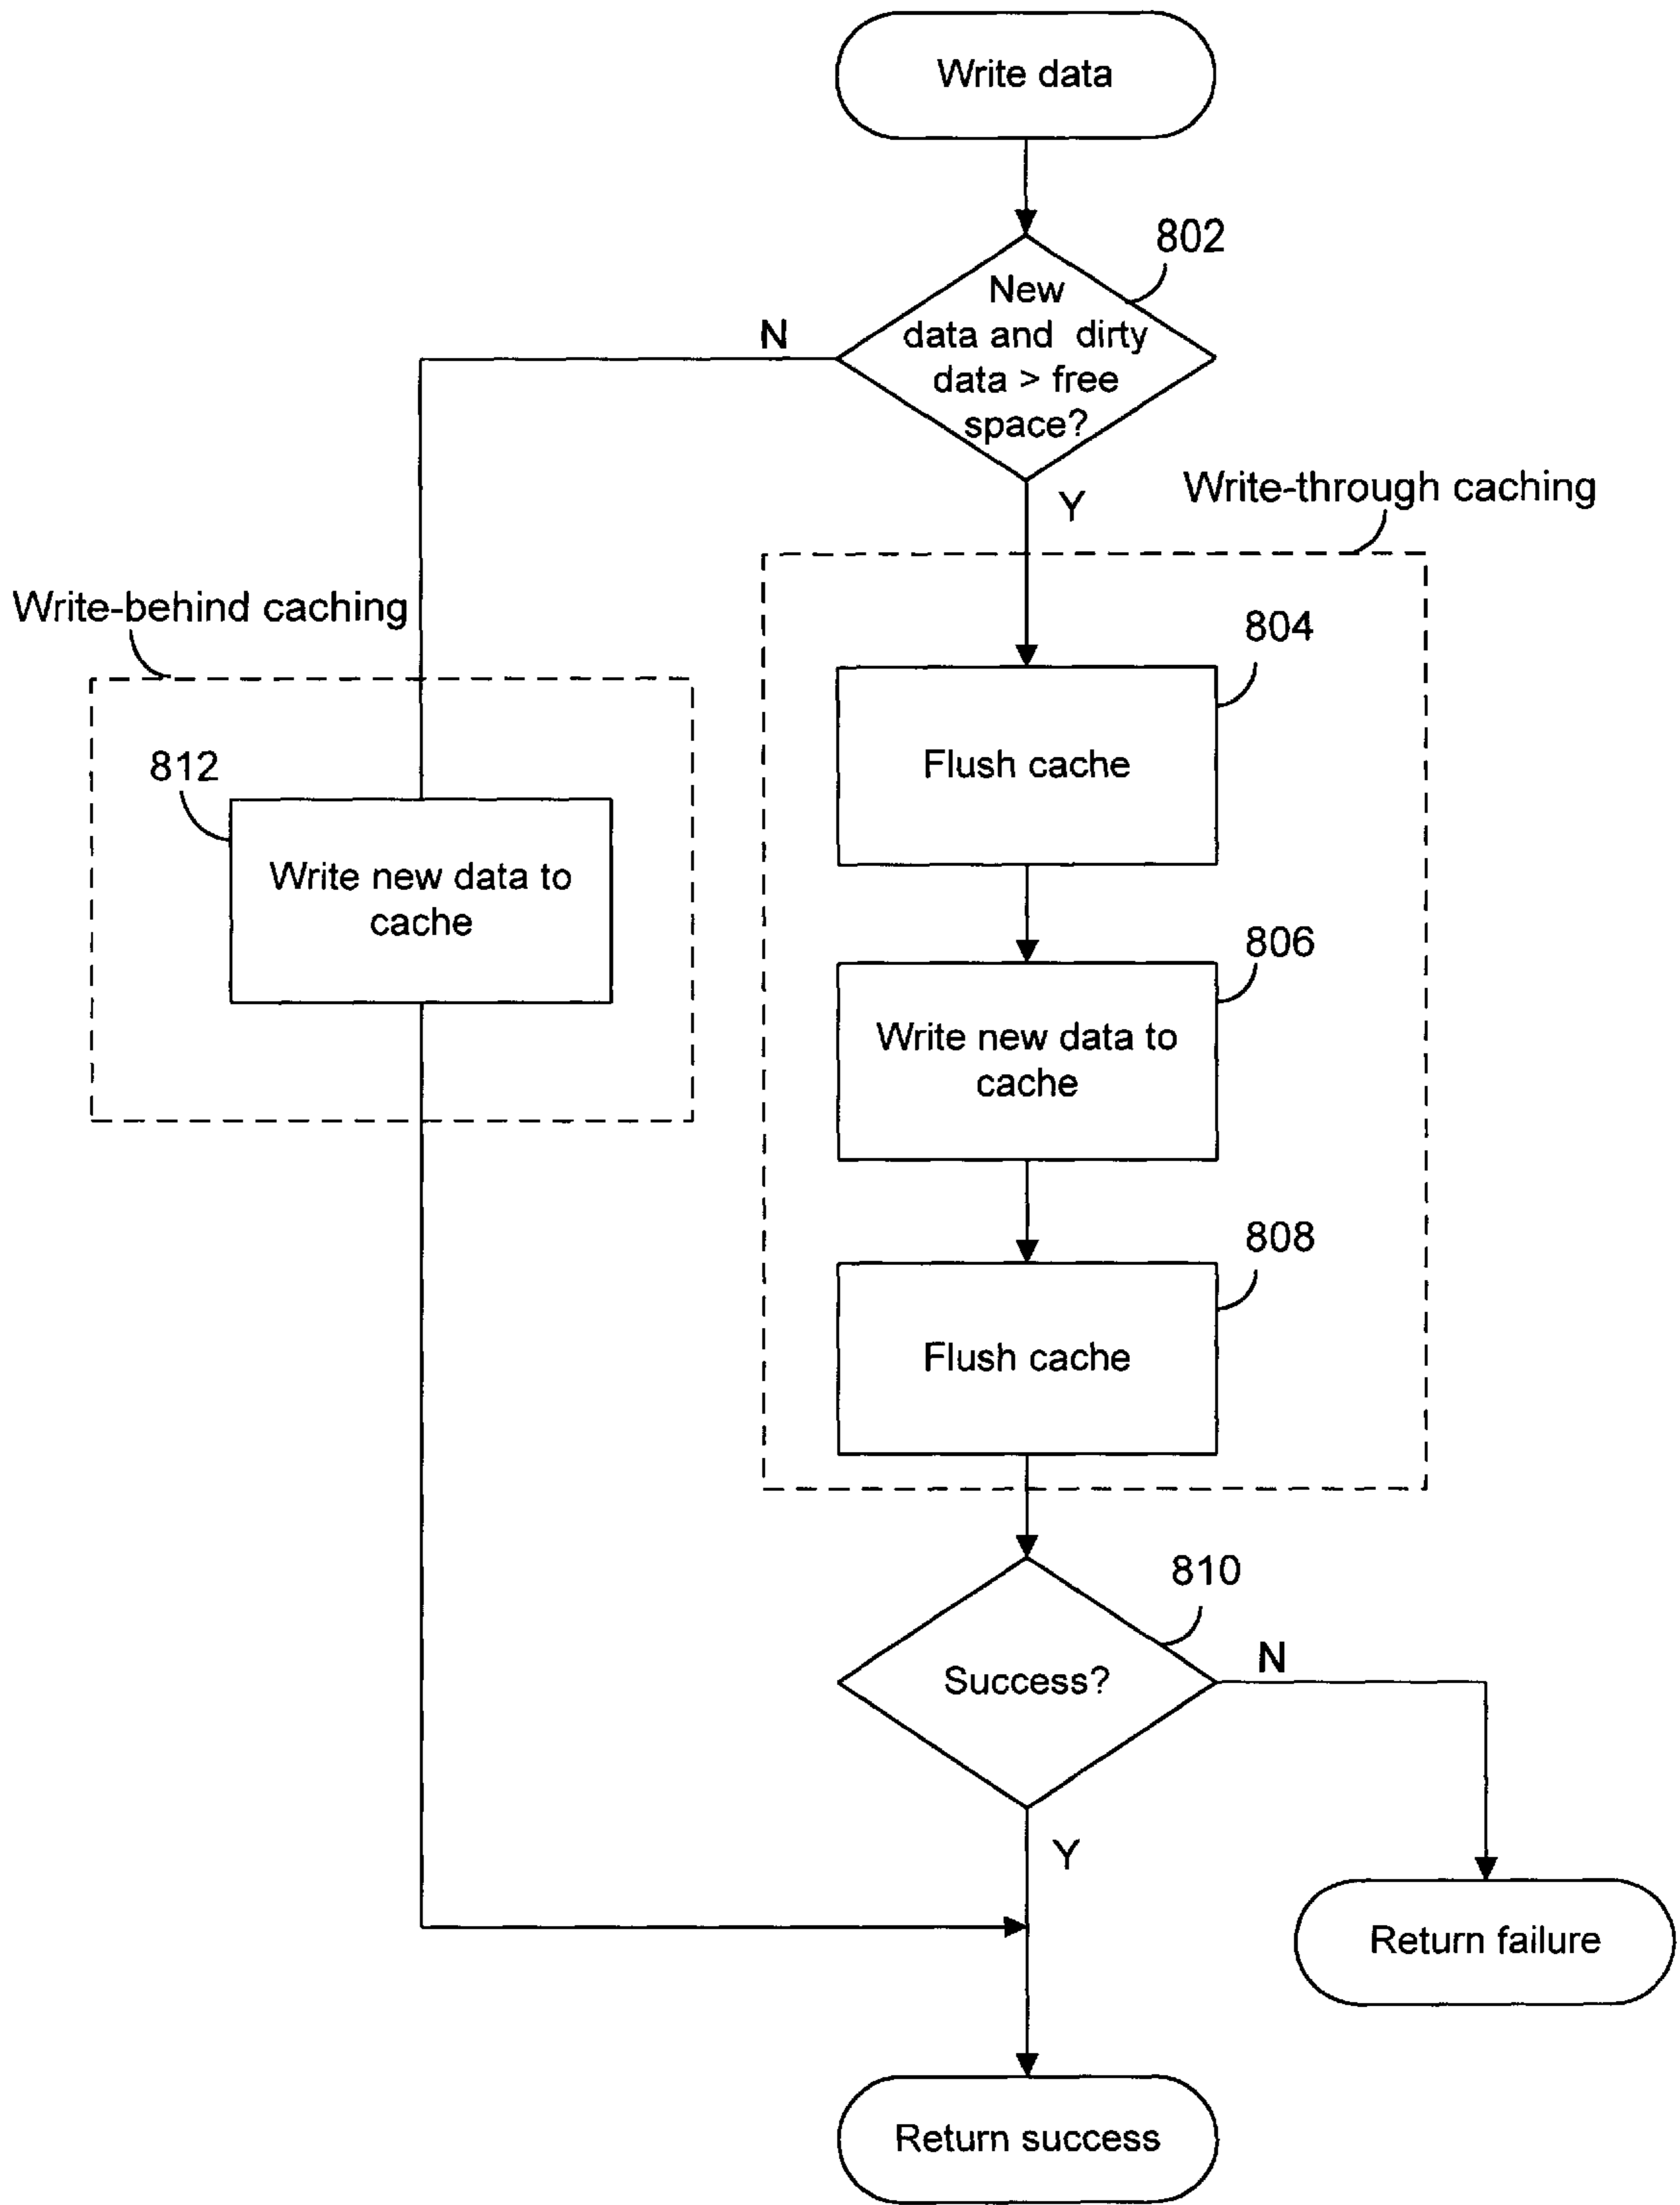 Write data
802
New
data and dirty
data > free
space?
N
Y
Write-through caching
Write-behind caching
804
Flush cache
812
Write new data to
cache
806
Write new data to
cache
808
Flush cache
810
Success?
N
Y
Return failure
Return success